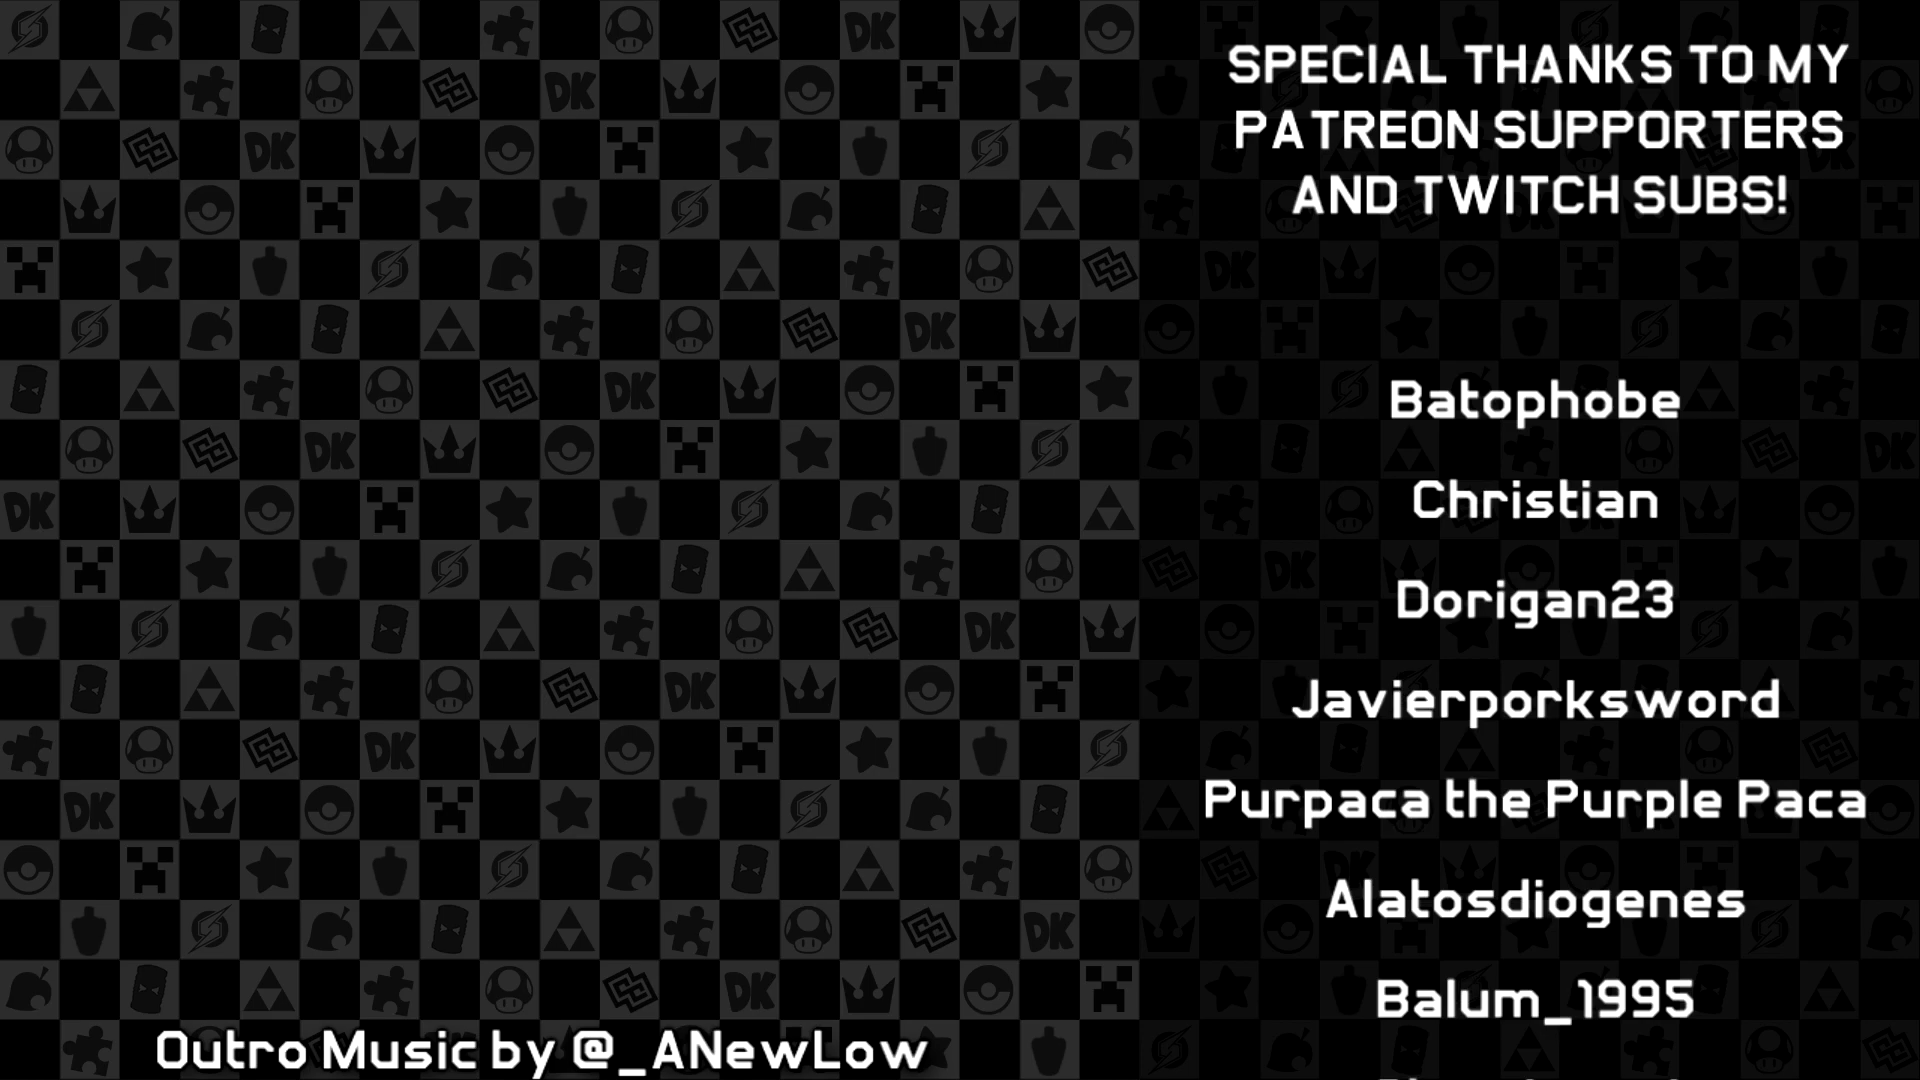 SPECIAL THANKS TO MY
PATREON SUPPORTERS
AND TWITCH SUBS!
Batophobe
Christian
Dorigan23
Javierporksword
Purpaca the Purple Paca
Alatosdiogenes
Balum_1995
Outro Music by @_ANewLow